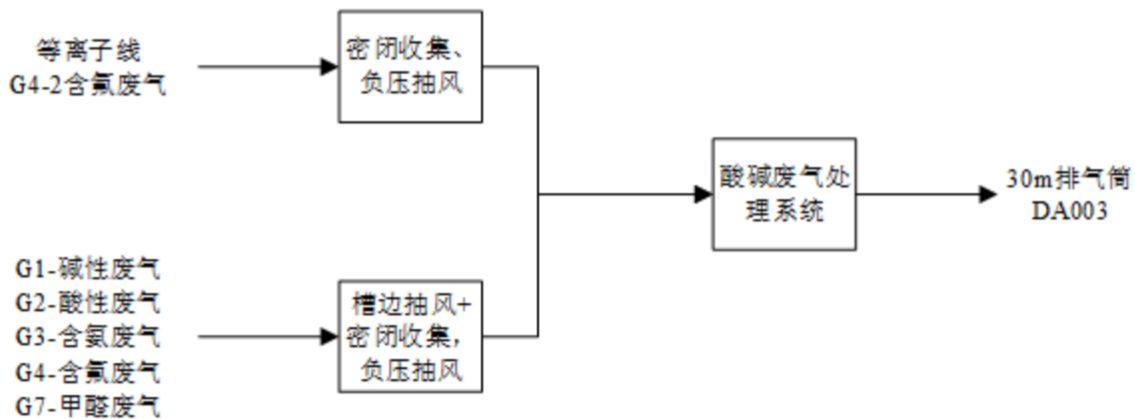 等离子线
G4-2含氟废气
密闭收集、
负压抽风
酸碱废气处
理系统
30m排气筒
DA003
G1-碱性废气
G2-酸性废气
G3-含氨废气
G4-含氟废气
G7-甲醛废气
槽边抽风+
密闭收集，
负压抽风